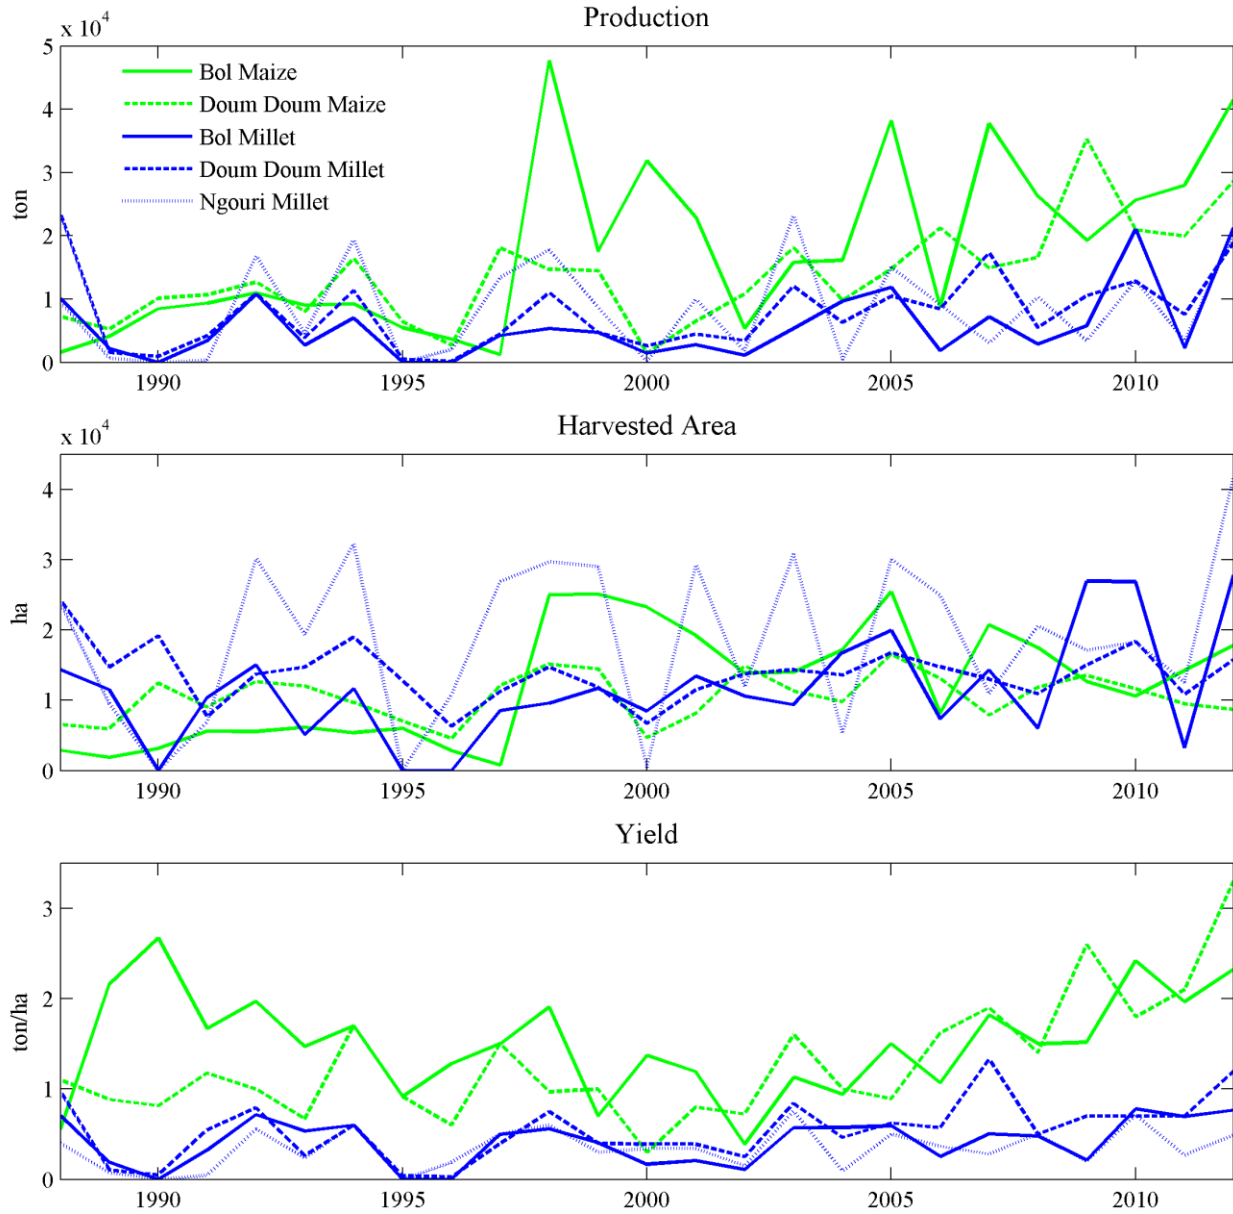 Production
x 10^4
5
4
3
2
1
0
ton
Bol Maize
Doum Doum Maize
Bol Millet
Doum Doum Millet
Ngouri Millet
1990 1995 2000 2005 2010
Harvested Area
x 10^4
4
3
2
1
0
ha
1990 1995 2000 2005 2010
Yield
3
2
1
0
ton/ha
1990 1995 2000 2005 2010